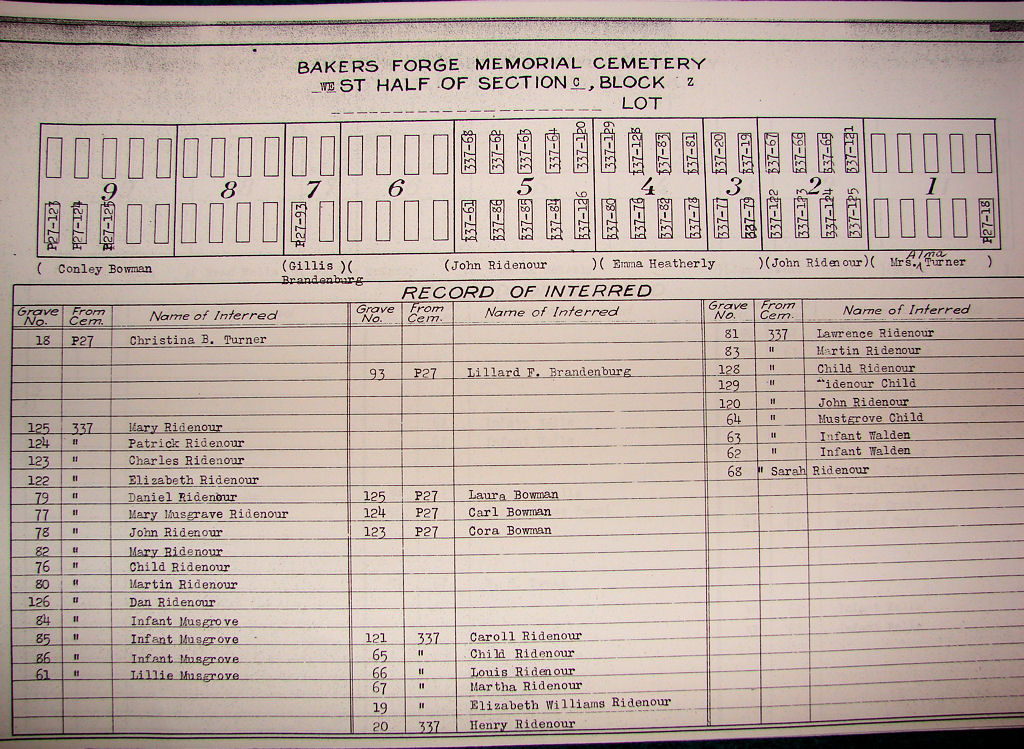 BAKERS FORGE MEMORIAL CEMETERY
WEST HALF OF SECTION C, BLOCK Z
LOT
337-68 337-62 337-63 337-64 337-120 337-129 337-128 337-83 337-81 337-20 337-19 337-67 337-66 337-65 337-121
9 8 7 6 5 4 3 2 1
P27-123 P27-124 P27-125 P27-93 337-61 337-86 337-85 337-84 337-126 337-80 337-76 337-82 337-78 337-77 337-79 337-122 337-123 337-124 337-125 P27-18
( Conley Bowman (Gillis )( (John Ridenour )( Emma Heatherly )(John Ridenour)( Mrs. Alma Turner )
Brandenburg
RECORD OF INTERRED
Grave No. From Cem. Name of Interred
18 P27 Christina B. Turner
125 337 Mary Ridenour
124 " Patrick Ridenour
123 " Charles Ridenour
122 " Elizabeth Ridenour
79 " Daniel Ridenour
77 " Mary Musgrave Ridenour
78 " John Ridenour
82 " Mary Ridenour
76 " Child Ridenour
80 " Martin Ridenour
126 " Dan Ridenour
84 " Infant Musgrove
85 " Infant Musgrove
86 " Infant Musgrove
61 " Lillie Musgrove
Grave No. From Cem. Name of Interred
93 P27 Lillard F. Brandenburg
125 P27 Laura Bowman
124 P27 Carl Bowman
123 P27 Cora Bowman
121 337 Caroll Ridenour
65 " Child Ridenour
66 " Louis Ridenour
67 " Martha Ridenour
19 " Elizabeth Williams Ridenour
20 337 Henry Ridenour
Grave No. From Cem. Name of Interred
81 337 Lawrence Ridenour
83 " Martin Ridenour
128 " Child Ridenour
129 " Ridenour Child
120 " John Ridenour
64 " Mustgrove Child
63 " Infant Walden
62 " Infant Walden
68 " Sarah Ridenour